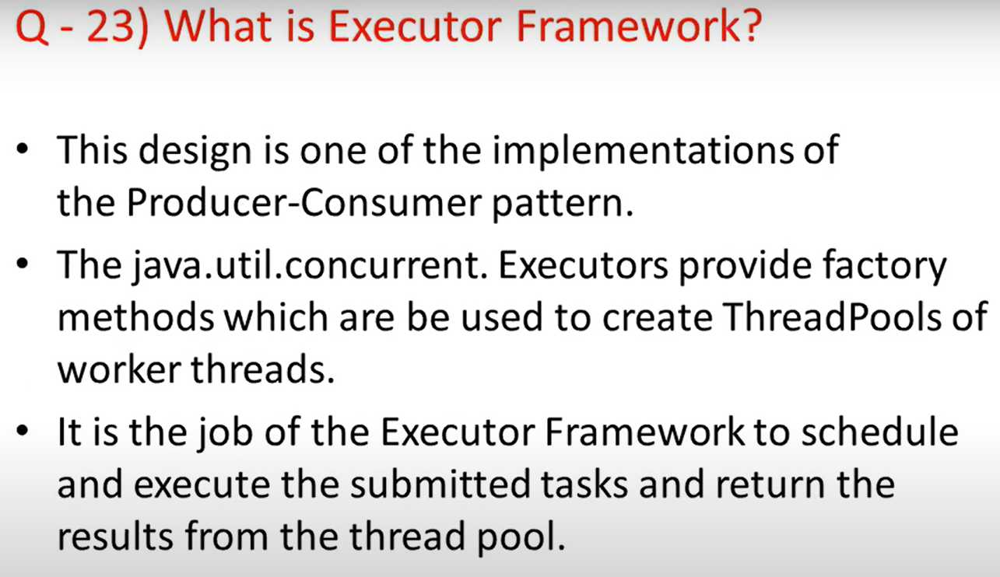 Q - 23) What is Executor Framework?
• This design is one of the implementations of
the Producer-Consumer pattern.
• The java.util.concurrent. Executors provide factory
methods which are be used to create ThreadPools of
worker threads.
• It is the job of the Executor Framework to schedule
and execute the submitted tasks and return the
results from the thread pool.